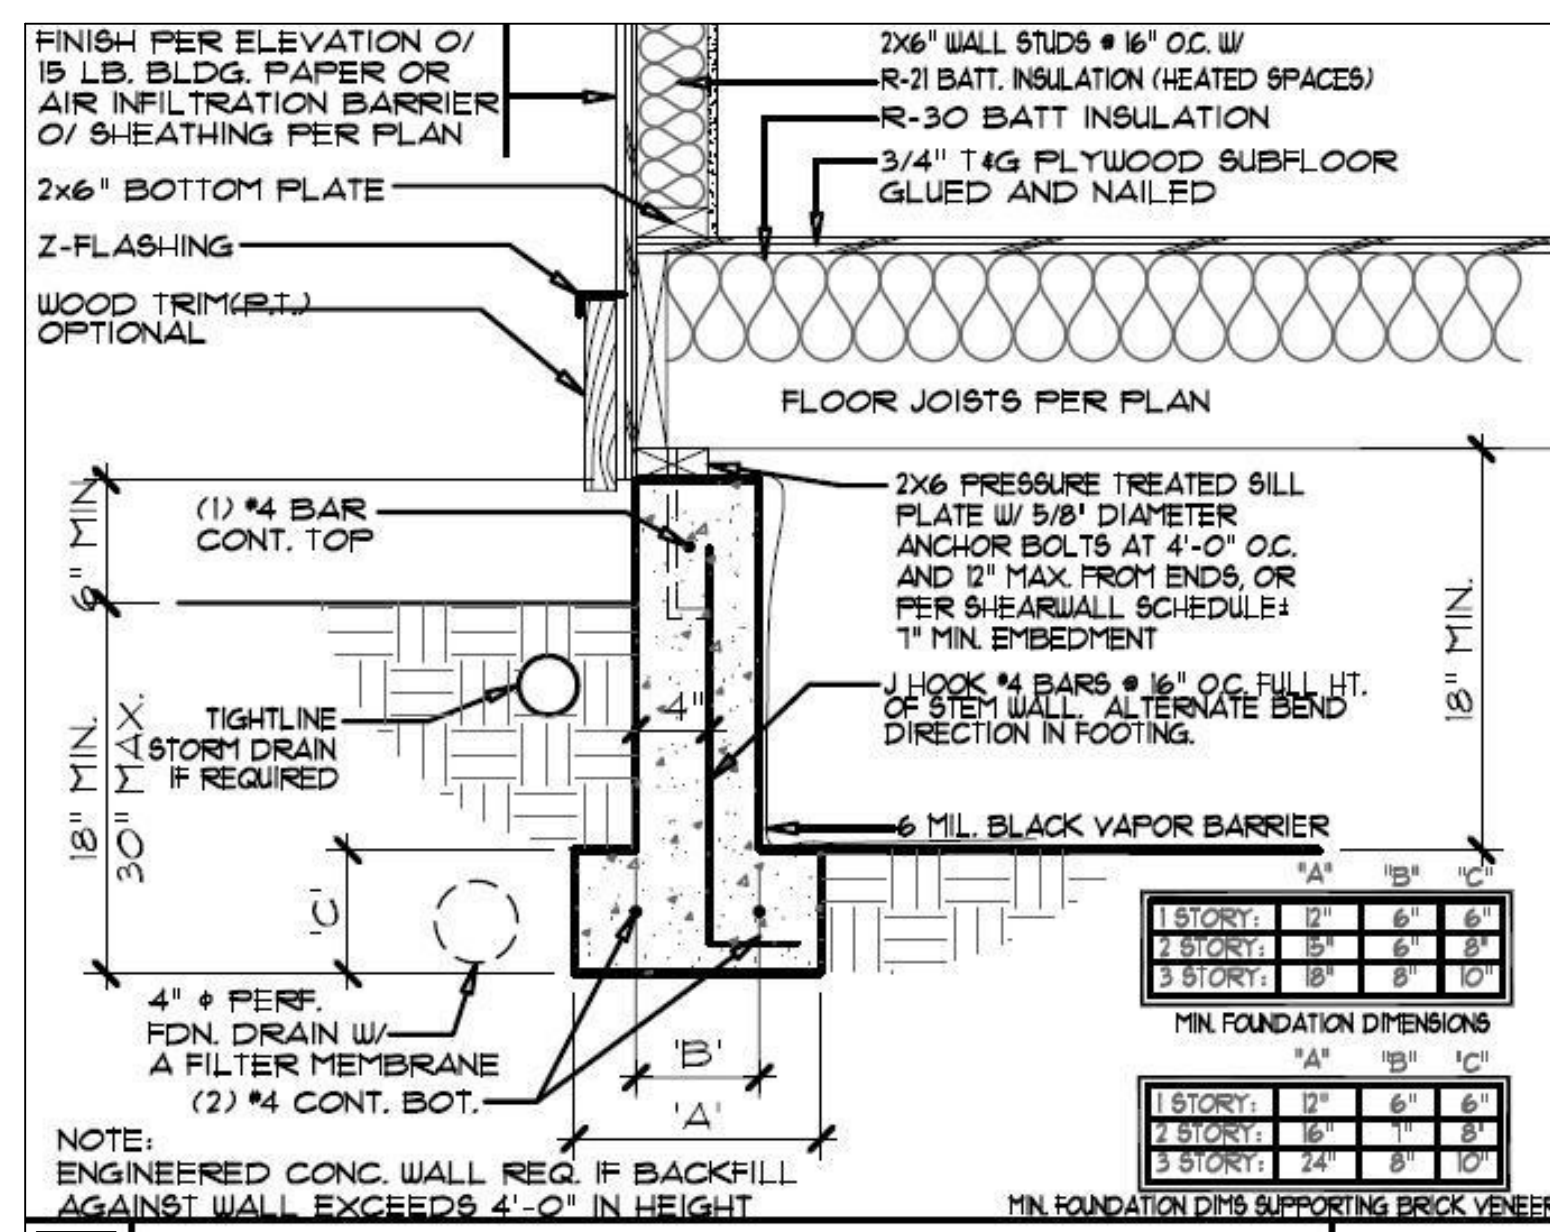 FINISH PER ELEVATION O/
15 LB. BLDG. PAPER OR
AIR INFILTRATION BARRIER
O/ SHEATHING PER PLAN
2x6" BOTTOM PLATE
Z-FLASHING
WOOD TRIM(P.T.)
OPTIONAL
2X6" WALL STUDS @ 16" O.C. W/
R-21 BATT. INSULATION (HEATED SPACES)
R-30 BATT INSULATION
3/4" T&G PLYWOOD SUBFLOOR
GLUED AND NAILED
FLOOR JOISTS PER PLAN
6" MIN
(1) #4 BAR
CONT. TOP
2X6 PRESSURE TREATED SILL
PLATE W/ 5/8" DIAMETER
ANCHOR BOLTS AT 4'-0" O.C.
AND 12" MAX. FROM ENDS, OR
PER SHEARWALL SCHEDULE±
7" MIN. EMBEDMENT
18" MIN.
J HOOK #4 BARS @ 16" O.C. FULL HT.
OF STEM WALL. ALTERNATE BEND
DIRECTION IN FOOTING.
4"
TIGHTLINE
STORM DRAIN
IF REQUIRED
18" MIN.
30" MAX.
6 MIL. BLACK VAPOR BARRIER
'C'
4" ϕ PERF.
FDN. DRAIN W/
A FILTER MEMBRANE
(2) #4 CONT. BOT.
'B'
'A'
"A" "B" "C"
1 STORY: 12" 6" 6"
2 STORY: 15" 6" 8"
3 STORY: 18" 8" 10"
MIN. FOUNDATION DIMENSIONS
"A" "B" "C"
1 STORY: 12" 6" 6"
2 STORY: 16" 7" 8"
3 STORY: 24" 8" 10"
MIN. FOUNDATION DIMS SUPPORTING BRICK VENEER
NOTE:
ENGINEERED CONC. WALL REQ. IF BACKFILL
AGAINST WALL EXCEEDS 4'-0" IN HEIGHT